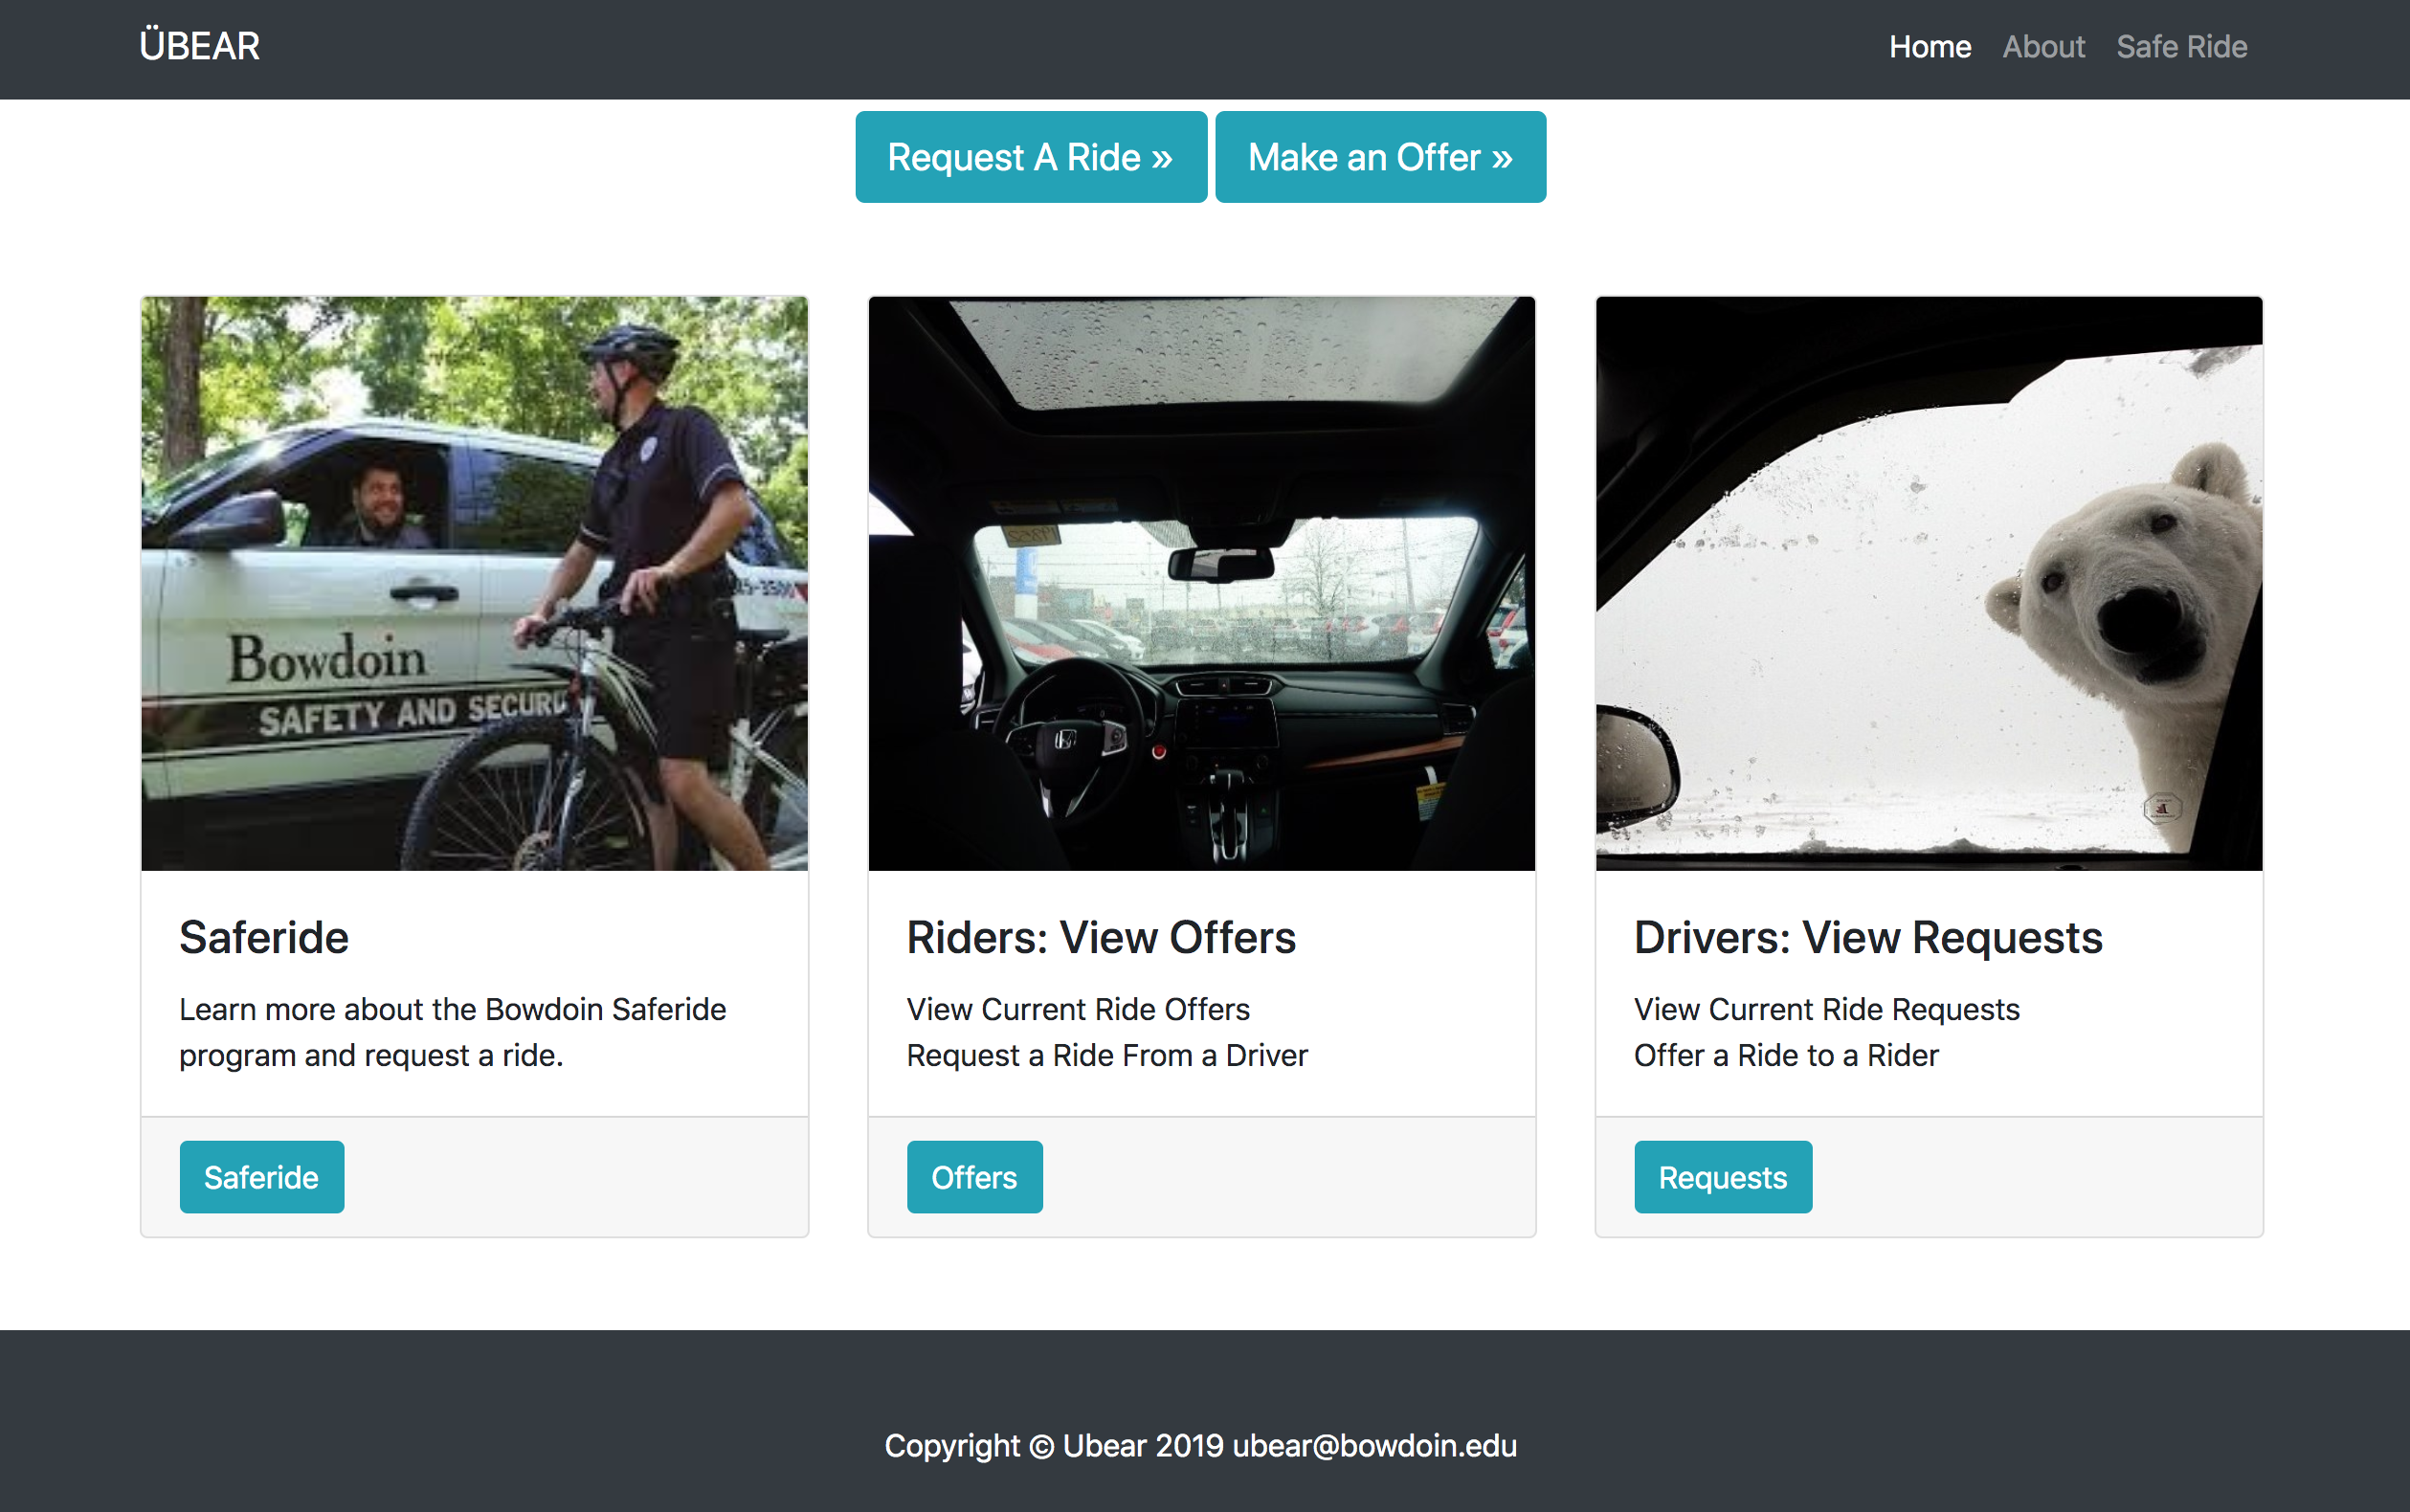 ÜBEAR
Home About Safe Ride
Request A Ride »
Make an Offer »
Bowdoin
SAFETY AND SECURI
Saferide
Learn more about the Bowdoin Saferide
program and request a ride.
Saferide
Riders: View Offers
View Current Ride Offers
Request a Ride From a Driver
Offers
Drivers: View Requests
View Current Ride Requests
Offer a Ride to a Rider
Requests
Copyright © Ubear 2019 ubear@bowdoin.edu